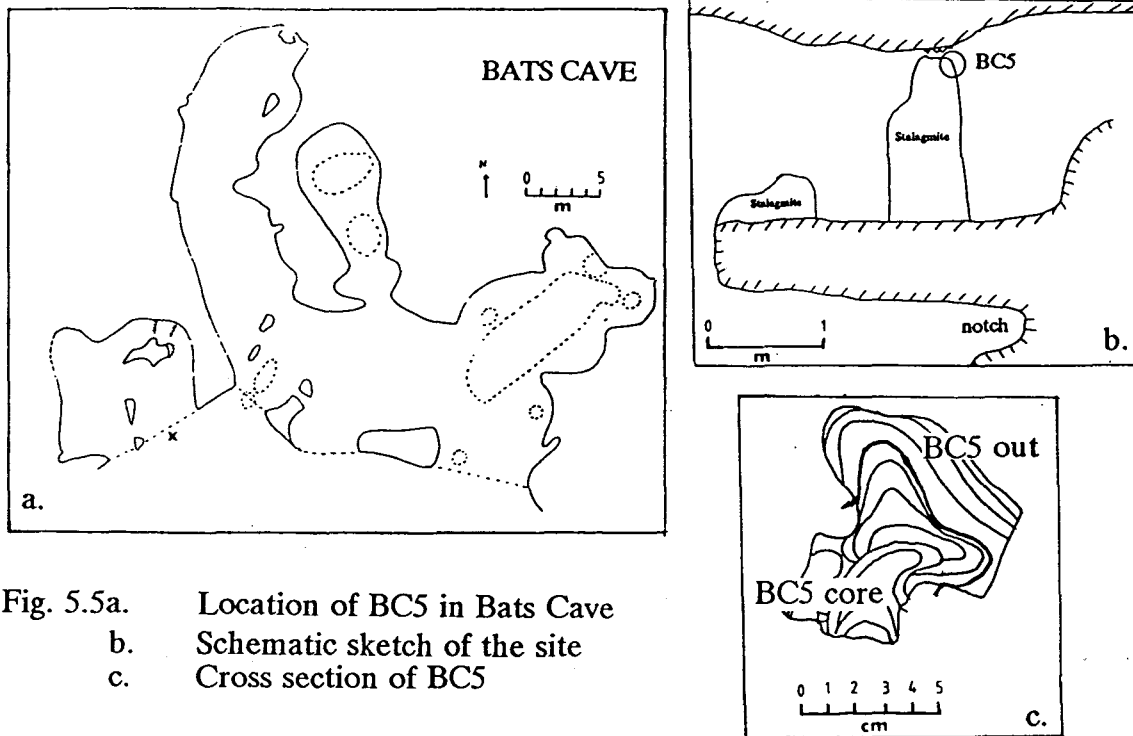 BATS CAVE
N
0 5
m
a.
BC5
Stalagmite
Stalagmite
0 1
m
notch
b.
BC5 out
BC5 core
0 1 2 3 4 5
cm
c.
x
Fig. 5.5a. Location of BC5 in Bats Cave
b. Schematic sketch of the site
c. Cross section of BC5